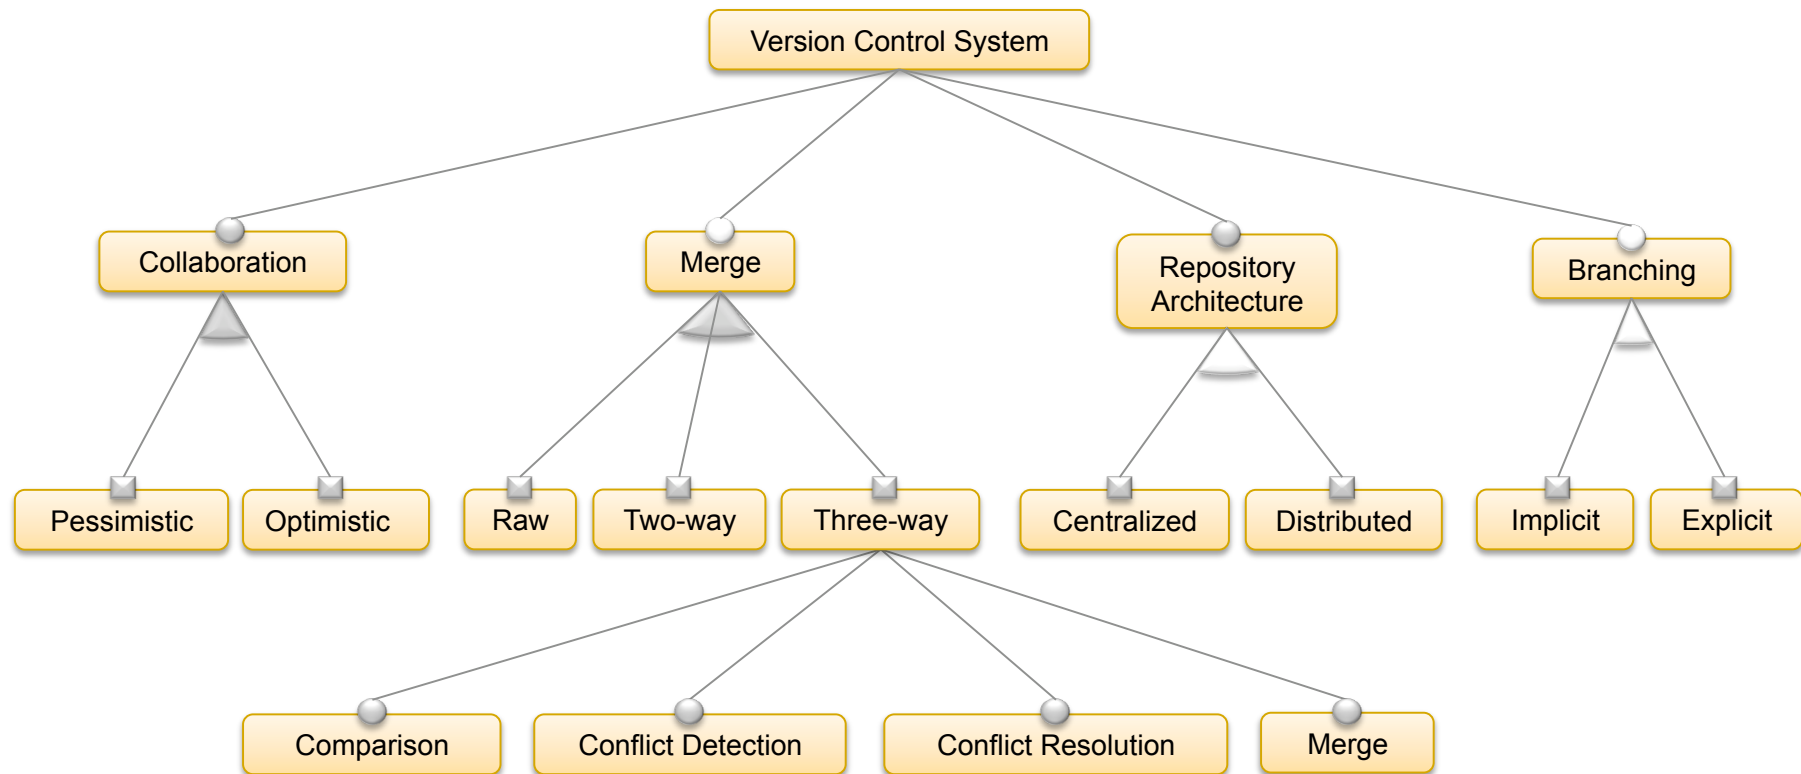 Version Control System
Collaboration
Merge
Repository
Architecture
Branching
Pessimistic
Optimistic
Raw
Two-way
Three-way
Centralized
Distributed
Implicit
Explicit
Comparison
Conflict Detection
Conflict Resolution
Merge